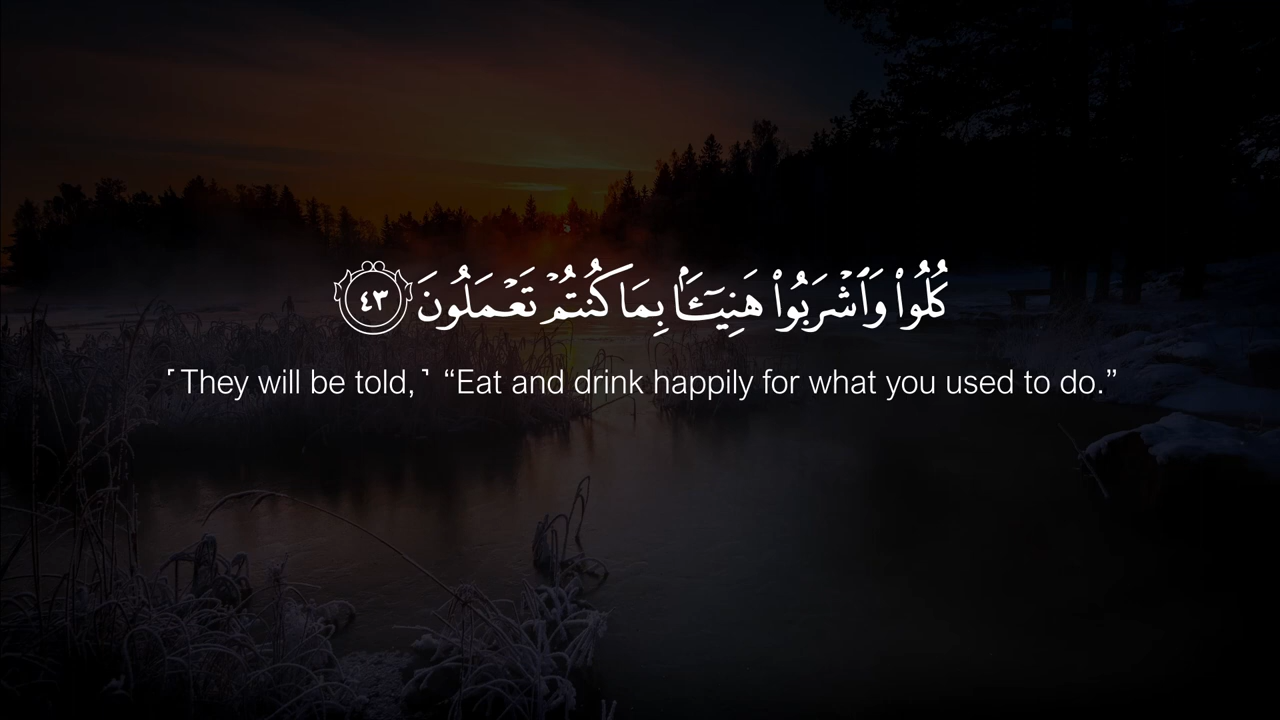 كُلُوا۟ وَٱشْرَبُوا۟ هَنِيٓـَٔۢا بِمَا كُنتُمْ تَعْمَلُونَ ٤٣
⸢They will be told,⸣ “Eat and drink happily for what you used to do.”